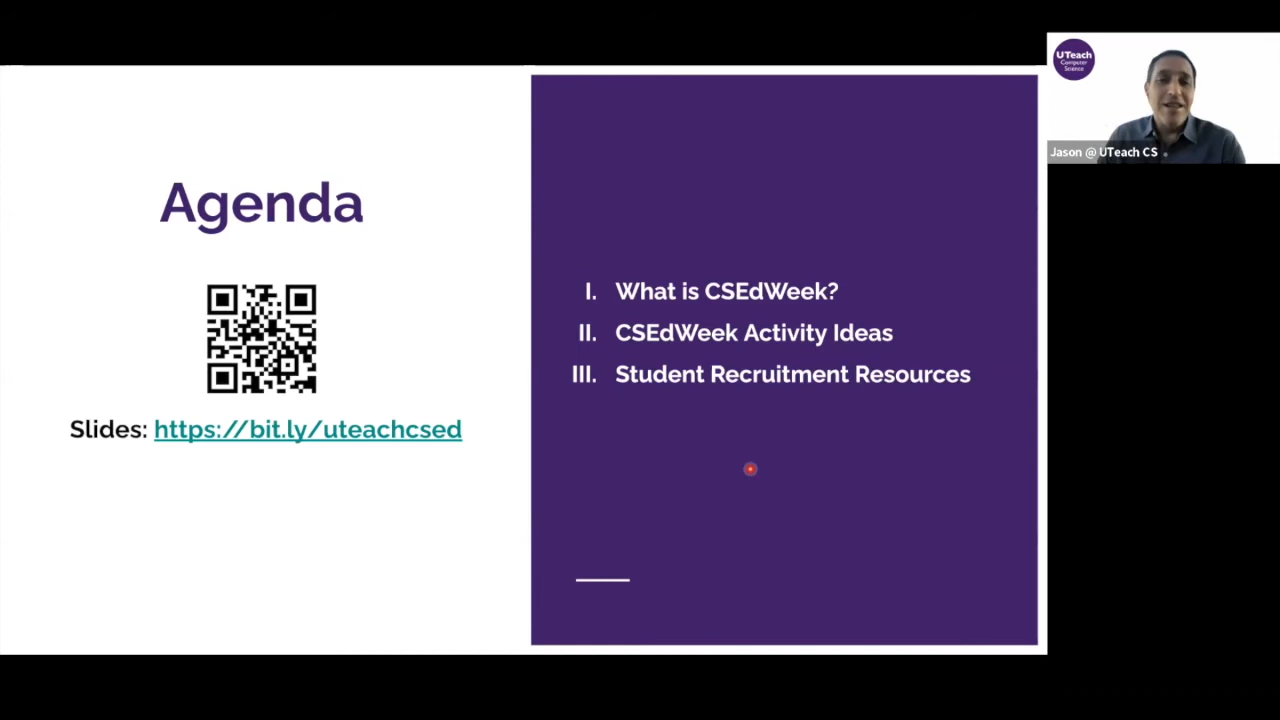 Agenda
Slides: https://bit.ly/uteachcsed
I. What is CSEdWeek?
II. CSEdWeek Activity Ideas
III. Student Recruitment Resources
UTeach
Computer
Science
Jason @ UTeach CS